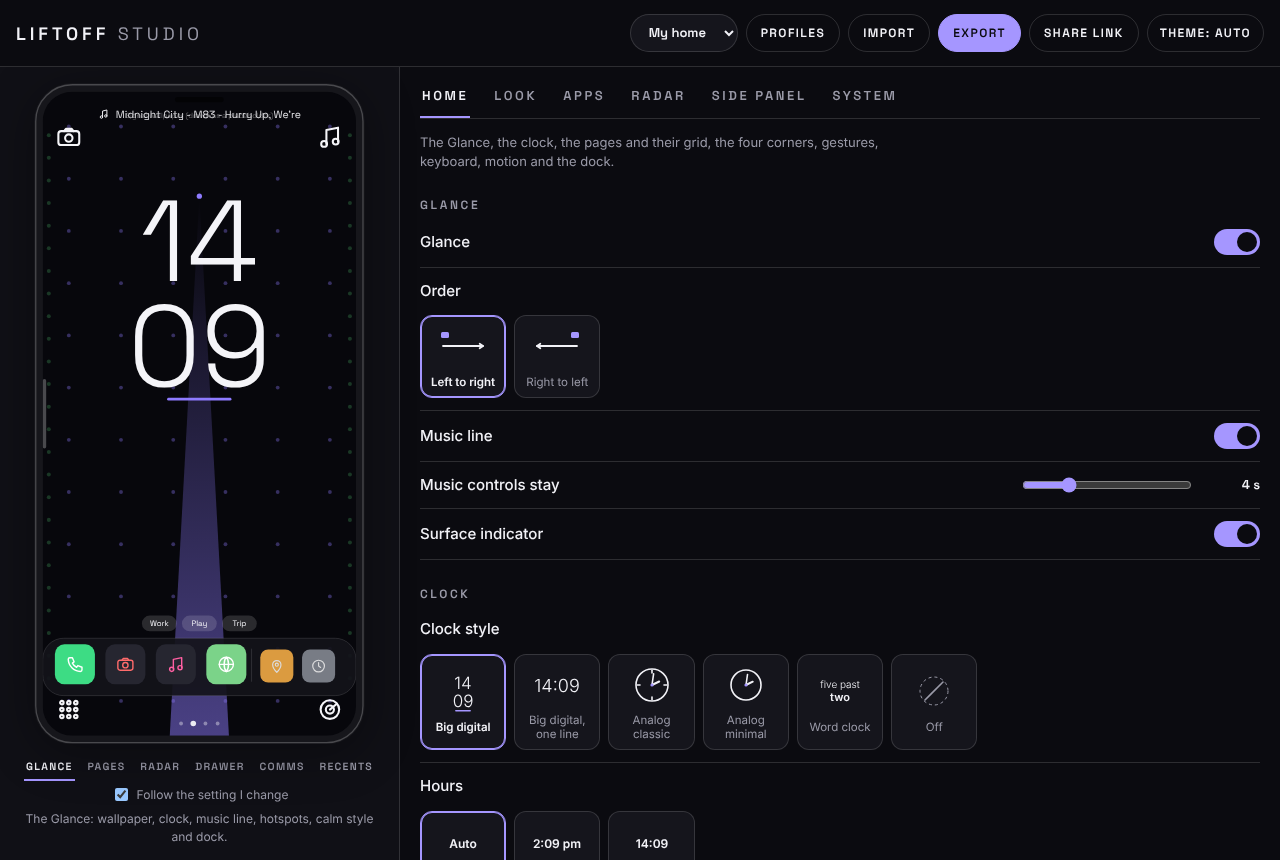 LIFTOFF STUDIO
My home
PROFILES
IMPORT
EXPORT
SHARE LINK
THEME: AUTO
Midnight City · M83 · Hurry Up, We're
14
09
Work
Play
Trip
GLANCE
PAGES
RADAR
DRAWER
COMMS
RECENTS
Follow the setting I change
The Glance: wallpaper, clock, music line, hotspots, calm style
and dock.
HOME
LOOK
APPS
RADAR
SIDE PANEL
SYSTEM
The Glance, the clock, the pages and their grid, the four corners, gestures,
keyboard, motion and the dock.
GLANCE
Glance
Order
Left to right
Right to left
Music line
Music controls stay
4 s
Surface indicator
CLOCK
Clock style
14
09
Big digital
14:09
Big digital,
one line
Analog
classic
Analog
minimal
five past
two
Word clock
Off
Hours
Auto
2:09 pm
14:09